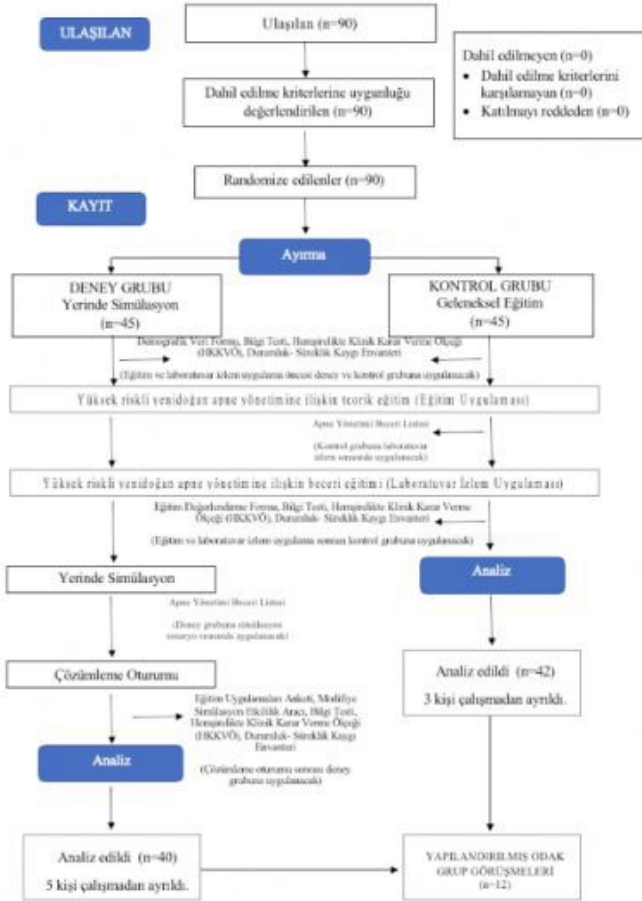 ULAŞILAN
Ulaşılan (n=90)
Dahil edilmeyen (n=0)
• Dahil edilme kriterlerini
karşılamayan (n=0)
• Katılmayı reddeden (n=0)
Dahil edilme kriterlerine uygunluğu
değerlendirilen (n=90)
Randomize edilenler (n=90)
KAYIT
Ayırma
DENEY GRUBU
Yerinde Simülasyon
(n=45)
KONTROL GRUBU
Geleneksel Eğitim
(n=45)
Demografik Veri Formu, Bilgi Testi, Hemşirelikte Klinik Karar Verme Ölçeği
(HKKVÖ), Durumluk- Sürekli Kaygı Envanteri
(Eğitim ve laboratuvar izlem uygulama öncesi deney ve kontrol grubuna uygulanacak)
Yüksek riskli yenidoğan apne yönetimine ilişkin teorik eğitim (Eğitim Uygulaması)
Apne Yönetimi Beceri Listesi
(Kontrol grubuna laboratuvar
izlem sırasında uygulanacak)
Yüksek riskli yenidoğan apne yönetimine ilişkin beceri eğitimi (Laboratuvar İzlem Uygulaması)
Eğitim Değerlendirme Formu, Bilgi Testi, Hemşirelikte Klinik Karar Verme
Ölçeği (HKKVÖ), Durumluk- Sürekli Kaygı Envanteri
(Eğitim ve laboratuvar izlem uygulama sonrası kontrol grubuna uygulanacak)
Yerinde Simülasyon
Analiz
Apne Yönetimi Beceri Listesi
(Deney grubuna simülasyon
senaryo sırasında uygulanacak)
Çözümleme Oturumu
Analiz edildi (n=42)
3 kişi çalışmadan ayrıldı.
Eğitim Uygulamaları Anketi, Modifiye
Simülasyon Etkililik Aracı, Bilgi Testi,
Hemşirelikte Klinik Karar Verme Ölçeği
(HKKVÖ), Durumluk- Sürekli Kaygı
Envanteri
(Çözümleme oturumu sonrası deney
grubuna uygulanacak)
Analiz
Analiz edildi (n=40)
5 kişi çalışmadan ayrıldı.
YAPILANDIRILMIŞ ODAK
GRUP GÖRÜŞMELERİ
(n=12)